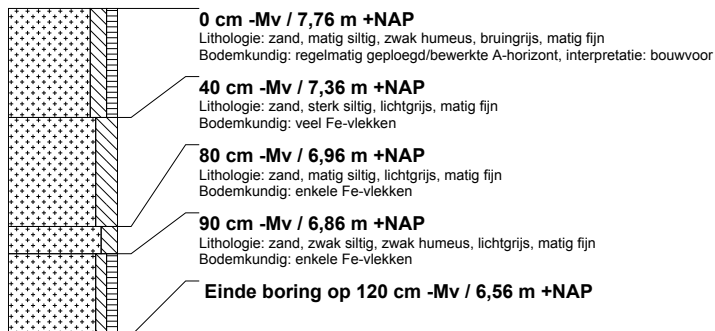 0 cm -Mv / 7,76 m +NAP
Lithologie: zand, matig siltig, zwak humeus, bruingrijs, matig fijn
Bodemkundig: regelmatig geploegd/bewerkte A-horizont, interpretatie: bouwvoor
40 cm -Mv / 7,36 m +NAP
Lithologie: zand, sterk siltig, lichtgrijs, matig fijn
Bodemkundig: veel Fe-vlekken
80 cm -Mv / 6,96 m +NAP
Lithologie: zand, matig siltig, lichtgrijs, matig fijn
Bodemkundig: enkele Fe-vlekken
90 cm -Mv / 6,86 m +NAP
Lithologie: zand, zwak siltig, zwak humeus, lichtgrijs, matig fijn
Bodemkundig: enkele Fe-vlekken
Einde boring op 120 cm -Mv / 6,56 m +NAP